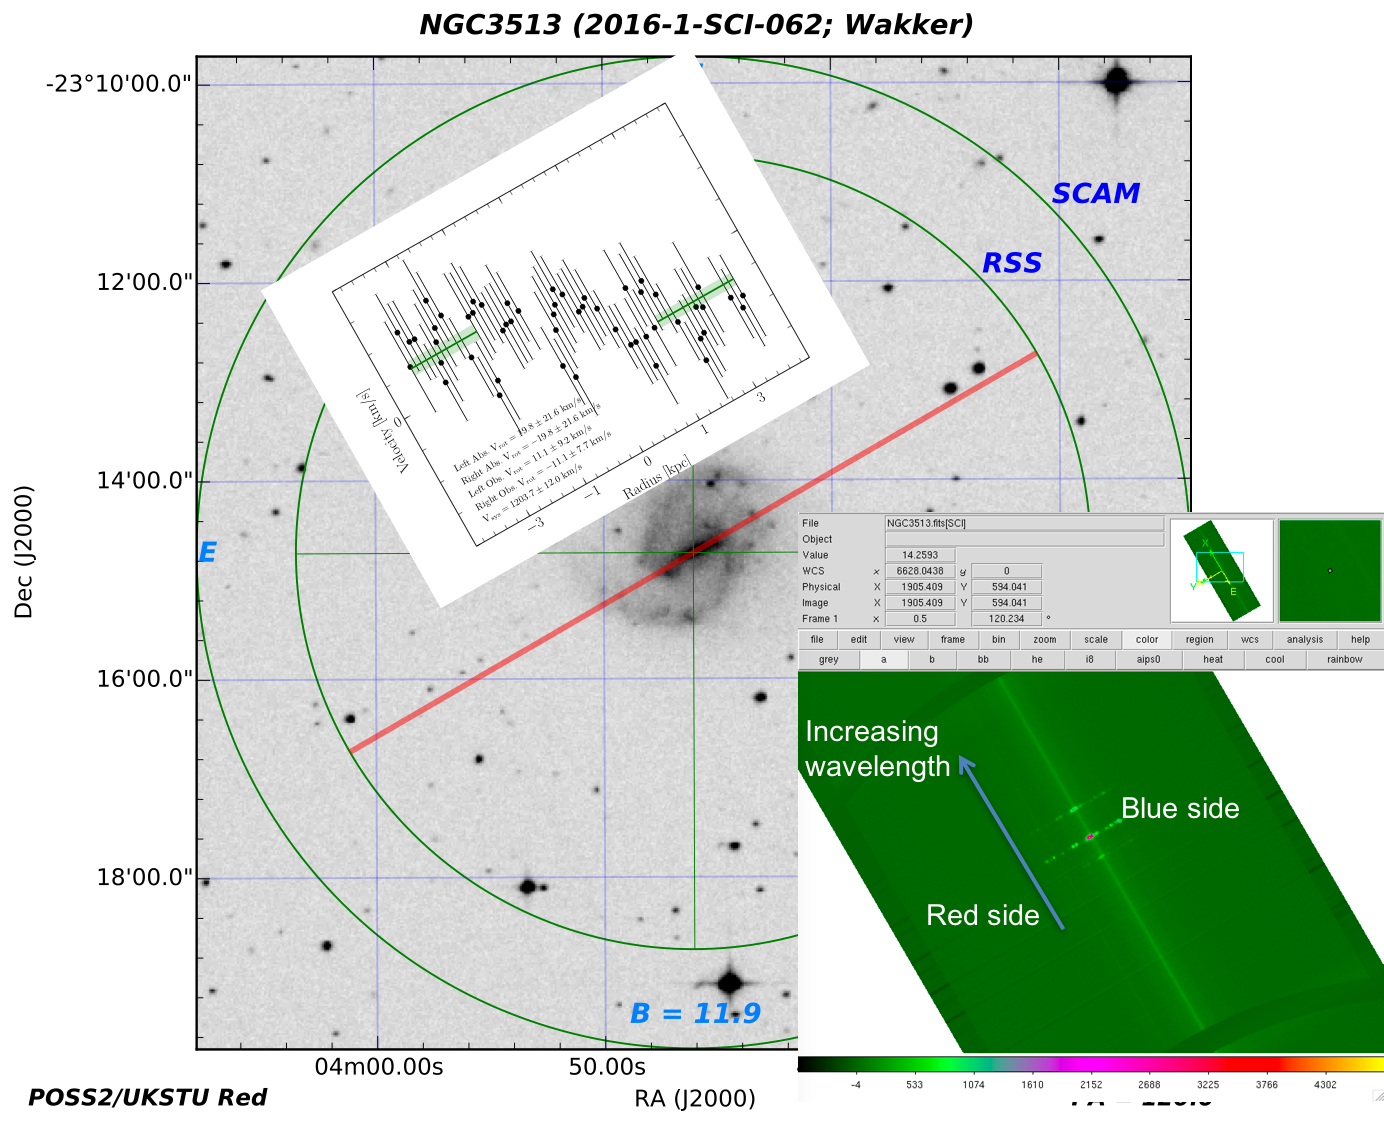 NGC3513 (2016-1-SCI-062; Wakker)
-23°10'00.0"
12'00.0"
14'00.0"
16'00.0"
18'00.0"
Dec (J2000)
SCAM
RSS
E
Velocity [km/s]
0
Left Abs. Vrot = 19.8 ± 21.6 km/s
Right Abs. Vrot = −19.8 ± 21.6 km/s
Left Obs. Vrot = 11.1 ± 9.2 km/s
Right Obs. Vrot = −11.1 ± 7.7 km/s
Vsys = 1203.7 ± 12.0 km/s
−3 −1 0 1 3
Radius [kpc]
File NGC3513.fits[SCI]
Object
Value 14.2593
WCS x 6628.0438 y 0
Physical X 1905.409 Y 594.041
Image X 1905.409 Y 594.041
Frame 1 x 0.5 120.234 °
X
Y
E
file edit view frame bin zoom scale color region wcs analysis help
grey a b bb he i8 aips0 heat cool rainbow
Increasing
wavelength
Blue side
Red side
-4 533 1074 1610 2152 2688 3225 3766 4302
B = 11.9
04m00.00s 50.00s
RA (J2000)
POSS2/UKSTU Red